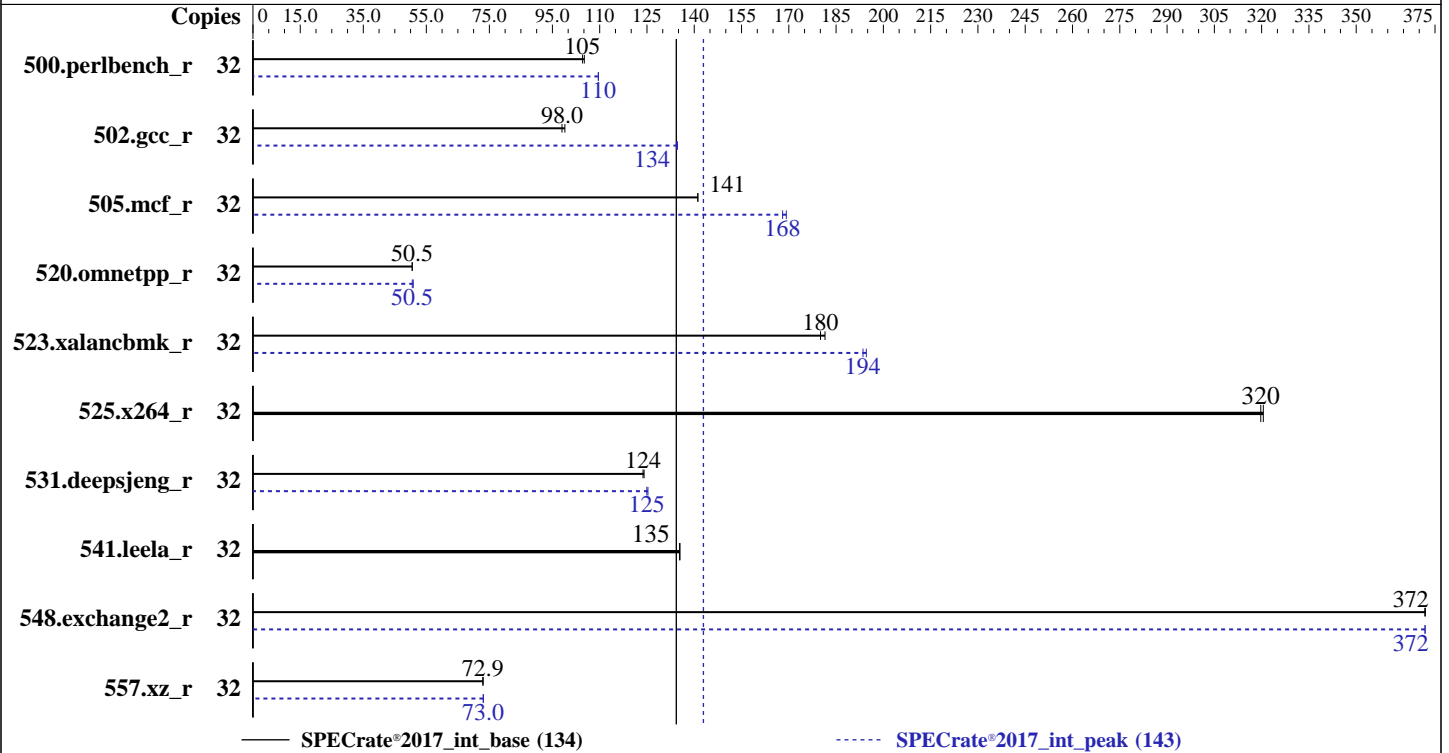 Copies 0 15.0 35.0 55.0 75.0 95.0 110 140 155 170 185 200 215 230 245 260 275 290 305 320 335 350 375
105
500.perlbench_r 32
110
98.0
502.gcc_r 32
134
141
505.mcf_r 32
168
50.5
520.omnetpp_r 32
50.5
180
523.xalancbmk_r 32
194
320
525.x264_r 32
124
531.deepsjeng_r 32
125
135
541.leela_r 32
372
548.exchange2_r 32
372
72.9
557.xz_r 32
73.0
SPECrate®2017_int_base (134) SPECrate®2017_int_peak (143)